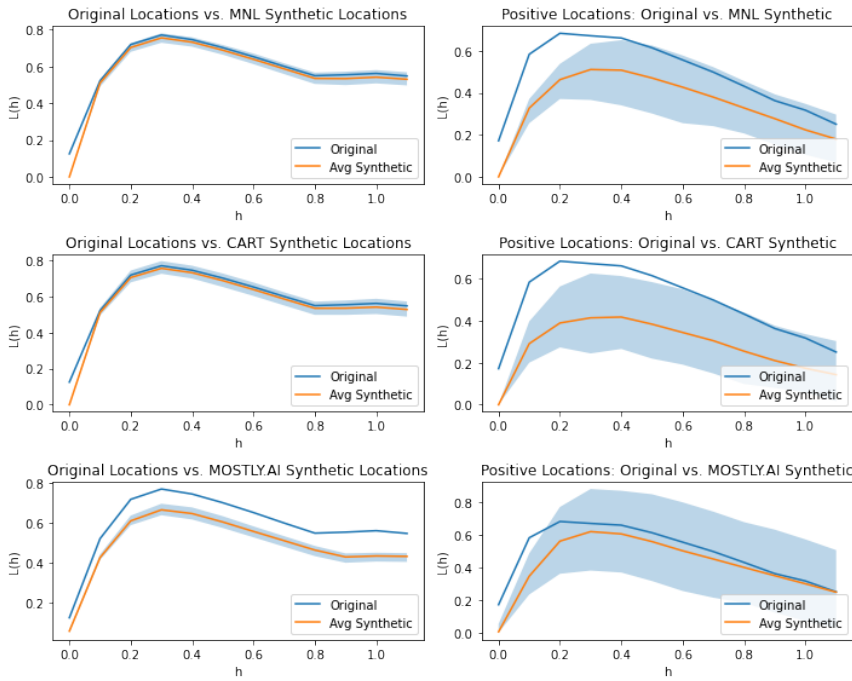 Original Locations vs. MNL Synthetic Locations
0.8
0.6
0.4
0.2
0.0
L(h)
0.0 0.2 0.4 0.6 0.8 1.0
h
Original
Avg Synthetic
Positive Locations: Original vs. MNL Synthetic
0.6
0.4
0.2
0.0
L(h)
0.0 0.2 0.4 0.6 0.8 1.0
h
Original
Avg Synthetic
Original Locations vs. CART Synthetic Locations
0.8
0.6
0.4
0.2
0.0
L(h)
0.0 0.2 0.4 0.6 0.8 1.0
h
Original
Avg Synthetic
Positive Locations: Original vs. CART Synthetic
0.6
0.4
0.2
0.0
L(h)
0.0 0.2 0.4 0.6 0.8 1.0
h
Original
Avg Synthetic
Original Locations vs. MOSTLY.AI Synthetic Locations
0.8
0.6
0.4
0.2
L(h)
0.0 0.2 0.4 0.6 0.8 1.0
h
Original
Avg Synthetic
Positive Locations: Original vs. MOSTLY.AI Synthetic
0.8
0.6
0.4
0.2
0.0
L(h)
0.0 0.2 0.4 0.6 0.8 1.0
h
Original
Avg Synthetic